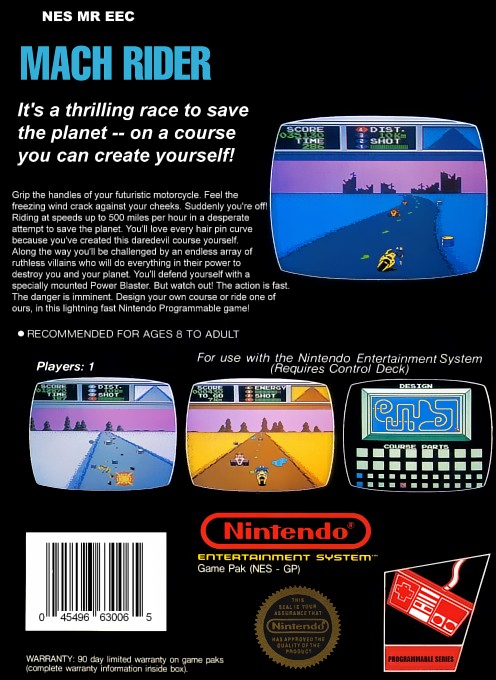 NES MR EEC
MACH RIDER
It's a thrilling race to save
the planet -- on a course
you can create yourself!
Grip the handles of your futuristic motorcycle. Feel the
freezing wind crack against your cheeks. Suddenly you're off!
Riding at speeds up to 500 miles per hour in a desperate
attempt to save the planet. You'll love every hair pin curve
because you've created this daredevil course yourself.
Along the way you'll be challenged by an endless array of
ruthless villains who will do everything in their power to
destroy you and your planet. You'll defend yourself with a
specially mounted Power Blaster. But watch out! The action is fast.
The danger is imminent. Design your own course or ride one of
ours, in this lightning fast Nintendo Programmable game!
SCORE DIST.
TIME SHOT
286
● RECOMMENDED FOR AGES 8 TO ADULT
Players: 1
For use with the Nintendo Entertainment System
(Requires Control Deck)
SCORE DIST.
TIME SHOT
SCORE ENERGY
TO GO SHOT
DESIGN
COURSE PARTS
Nintendo®
ENTERTAINMENT SYSTEM™
Game Pak (NES - GP)
0 45496 63006 5
THIS
SEAL IS YOUR
ASSURANCE THAT
Nintendo
HAS APPROVED THE
QUALITY OF THIS
PRODUCT
PROGRAMMABLE SERIES
WARRANTY: 90 day limited warranty on game paks
(complete warranty information inside box).